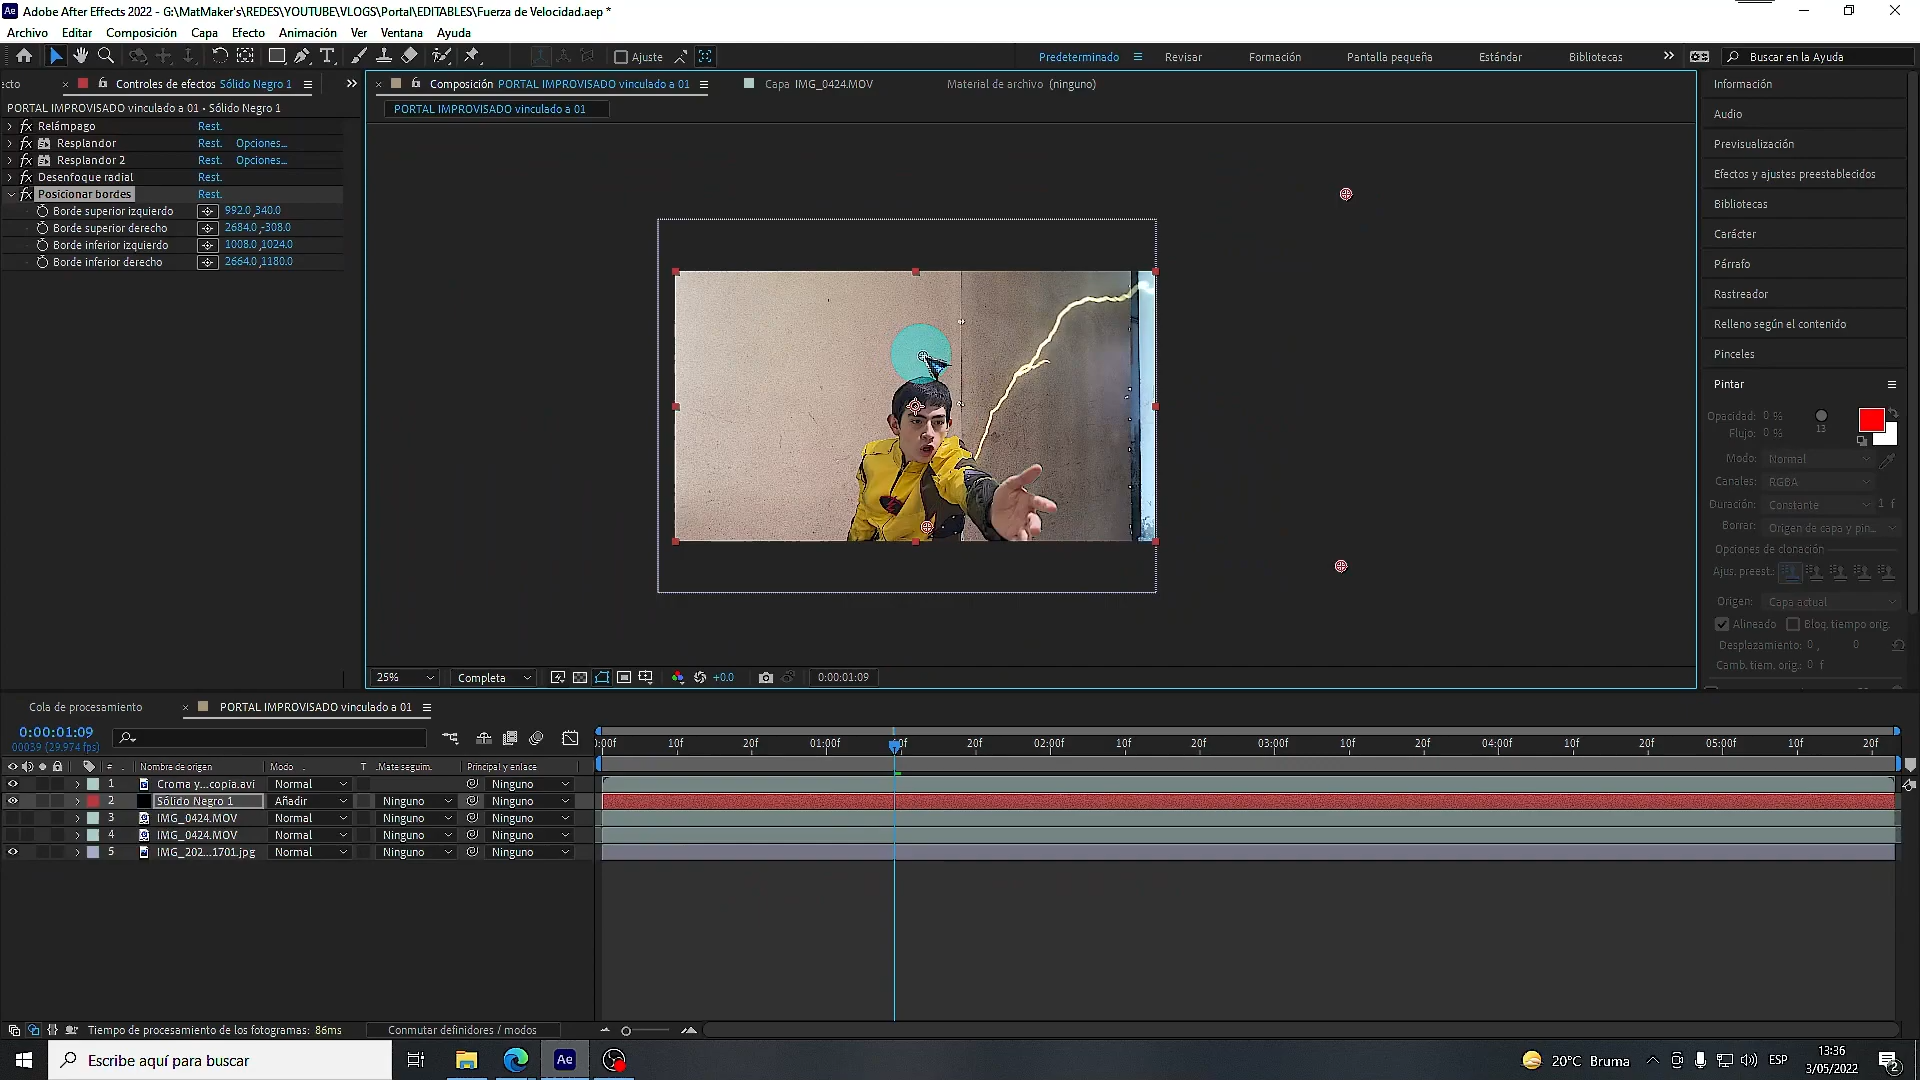 Adobe After Effects 2022 - G:\MatMaker's\REDES\YOUTUBE\VLOGS\Portal\EDITABLES\Fuerza de Velocidad.aep *
Archivo Editar Composición Capa Efecto Animación Ver Ventana Ayuda
Ajuste Predeterminado Revisar Formación Pantalla pequeña Estándar Bibliotecas Buscar en la Ayuda
ecto Controles de efectos Sólido Negro 1
PORTAL IMPROVISADO vinculado a 01 • Sólido Negro 1
fx Relámpago Rest.
fx Resplandor Rest. Opciones...
fx Resplandor 2 Rest. Opciones...
fx Desenfoque radial Rest.
fx Posicionar bordes Rest.
Borde superior izquierdo 992.0 ,340.0
Borde superior derecho 2684.0 ,-308.0
Borde inferior izquierdo 1008.0 ,1024.0
Borde inferior derecho 2664.0 ,1180.0
Composición PORTAL IMPROVISADO vinculado a 01 Capa IMG_0424.MOV Material de archivo (ninguno)
PORTAL IMPROVISADO vinculado a 01
25% Completa +0.0 0:00:01:09
Información
Audio
Previsualización
Efectos y ajustes preestablecidos
Bibliotecas
Carácter
Párrafo
Rastreador
Relleno según el contenido
Pinceles
Pintar
Opacidad: 0 %
Flujo: 0 %
13
Modo: Normal
Canales: RGBA
Duración: Constante 1 f
Borrar: Origen de capa y pin...
Opciones de clonación
Ajus. preest.:
Origen: Capa actual
Alineado Bloq. tiempo orig.
Desplazamiento: 0 , 0
Camb. tiem. orig.: 0 f
Cola de procesamiento PORTAL IMPROVISADO vinculado a 01
0:00:01:09
00039 (29.974 fps)
# Nombre de origen Modo T .Mate seguim. Principal y enlace
1 Croma y...copia.avi Normal Ninguno
2 Sólido Negro 1 Añadir Ninguno Ninguno
3 IMG_0424.MOV Normal Ninguno Ninguno
4 IMG_0424.MOV Normal Ninguno Ninguno
5 IMG_202...1701.jpg Normal Ninguno Ninguno
):00f 10f 20f 01:00f 20f 02:00f 10f 20f 03:00f 10f 20f 04:00f 10f 20f 05:00f 10f 20f
Tiempo de procesamiento de los fotogramas: 86ms Conmutar definidores / modos
Escribe aquí para buscar
Ae
20°C Bruma ESP
13:36
3/05/2022
2